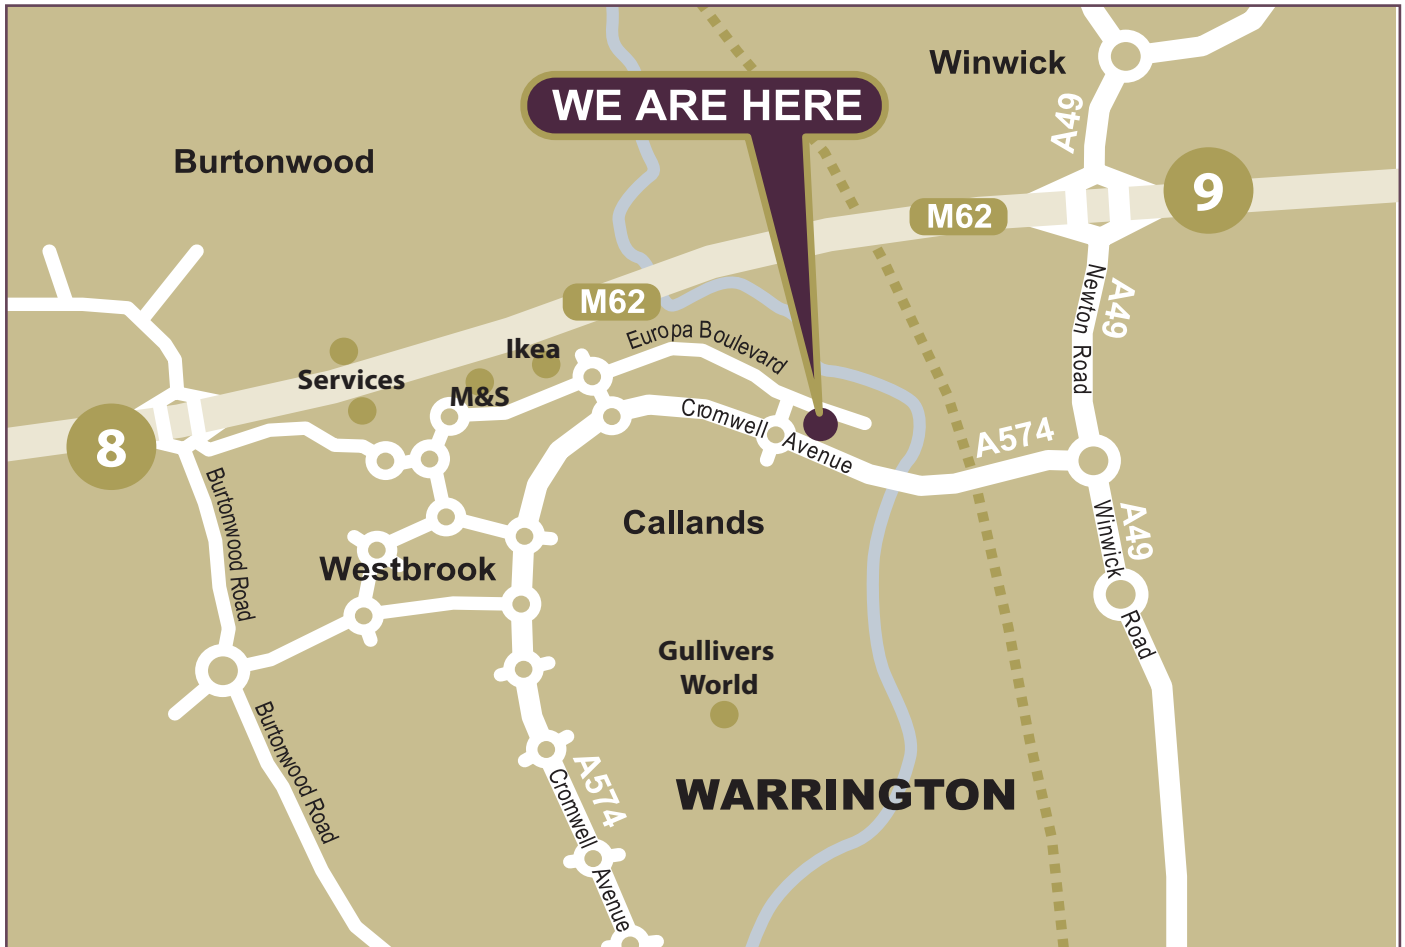 Winwick
WE ARE HERE
A49
Burtonwood
9
M62
M62
Newton Road
A49
Europa Boulevard
Ikea
Services
M&S
Cromwell Avenue
8
A574
Burtonwood Road
Callands
Winwick Road
A49
Westbrook
Gullivers
World
Burtonwood Road
A574
Cromwell Avenue
WARRINGTON